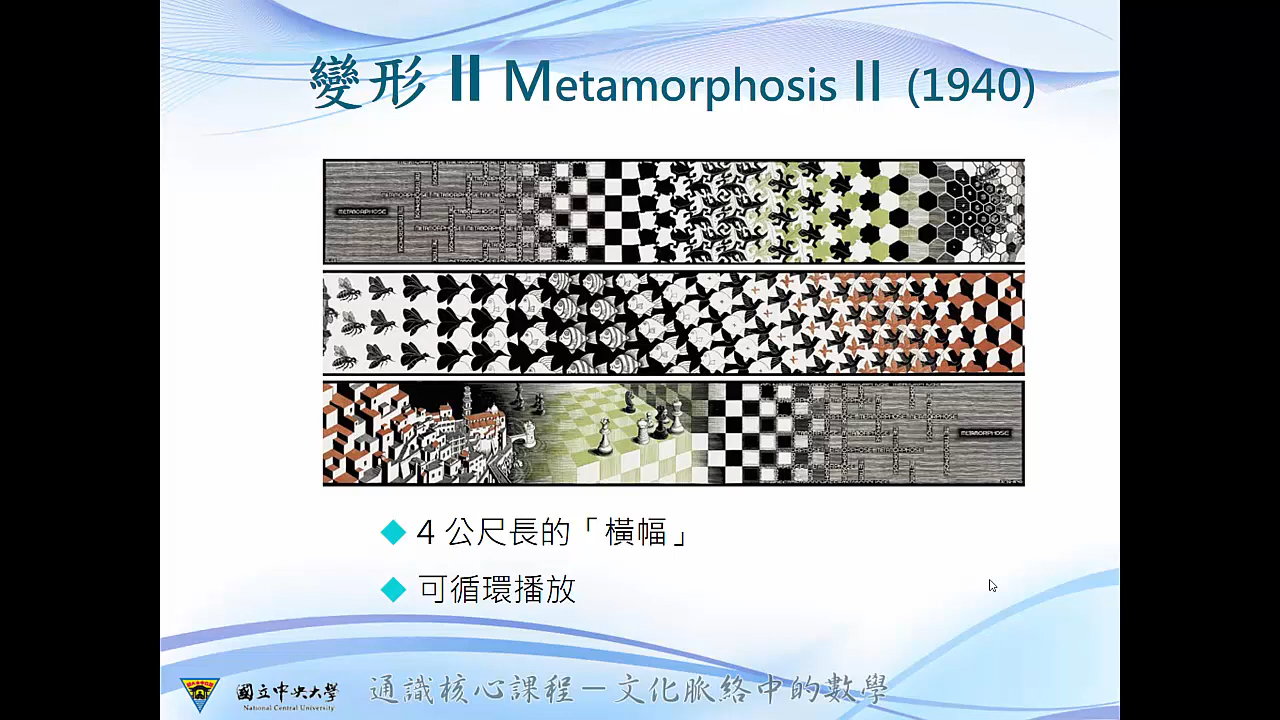 變形 II Metamorphosis II (1940)
METAMORPHOSE
METAMORPHOSE
4 公尺長的「橫幅」
可循環播放
國立中央大學
National Central University
通識核心課程－文化脈絡中的數學